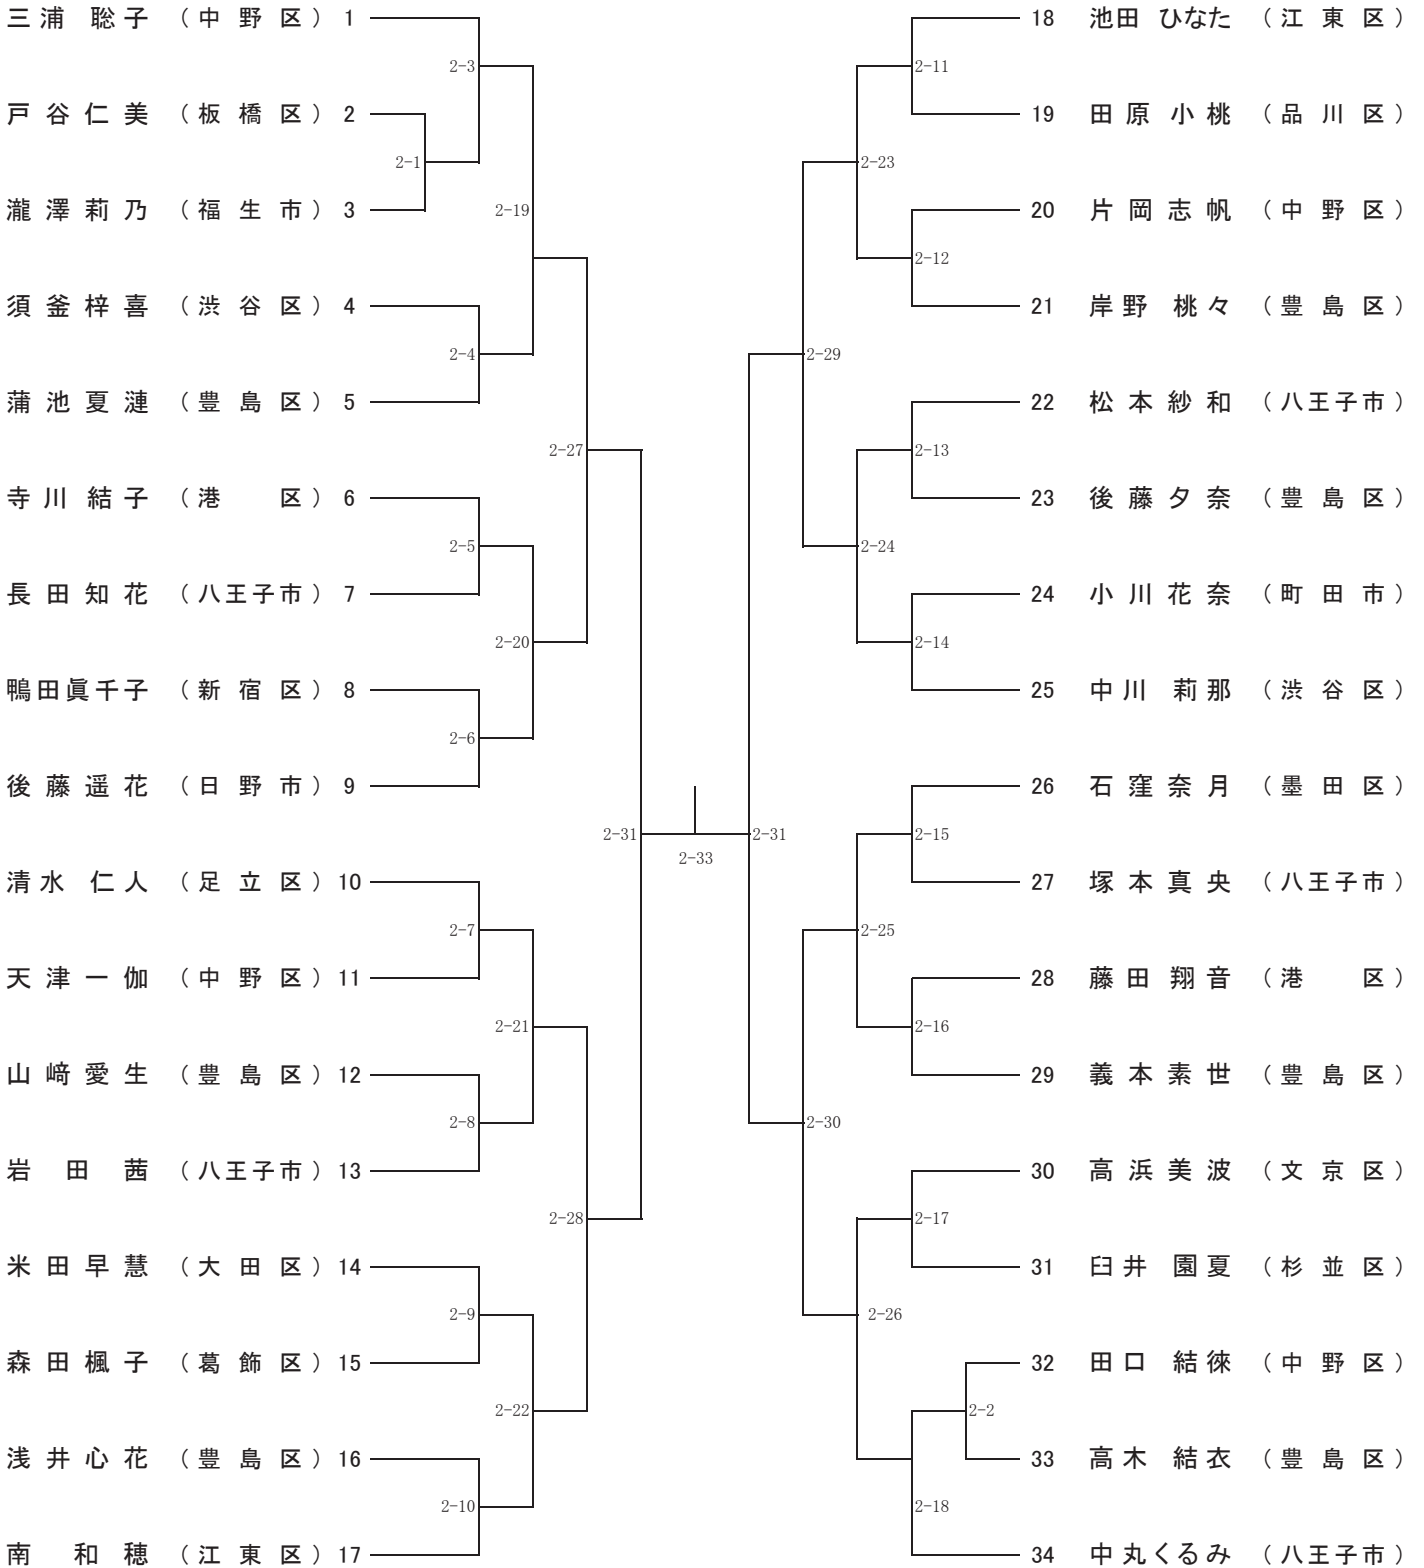 三浦 聡子 （中野区） 1
2-3
戸谷仁美 （板橋区） 2
2-1
瀧澤莉乃 （福生市） 3
2-19
須釜梓喜 （渋谷区） 4
2-4
蒲池夏漣 （豊島区） 5
2-27
寺川結子 （港 区） 6
2-5
長田知花 （八王子市） 7
2-20
鴨田眞千子 （新宿区） 8
2-6
後藤遥花 （日野市） 9
2-31
清水 仁人 （足立区） 10
2-7
天津一伽 （中野区） 11
2-21
山﨑愛生 （豊島区） 12
2-8
岩田茜 （八王子市） 13
2-28
米田早慧 （大田区） 14
2-9
森田楓子 （葛飾区） 15
2-22
浅井心花 （豊島区） 16
2-10
南 和穂 （江東区） 17
2-33
18 池田 ひなた （江東区）
2-11
19 田原 小桃 （品川区）
2-23
20 片岡志帆 （中野区）
2-12
21 岸野 桃々 （豊島区）
2-29
22 松本紗和 （八王子市）
2-13
23 後藤夕奈 （豊島区）
2-24
24 小川花奈 （町田市）
2-14
25 中川 莉那 （渋谷区）
26 石窪奈月 （墨田区）
2-31
2-15
27 塚本真央 （八王子市）
2-25
28 藤田翔音 （港 区）
2-16
29 義本素世 （豊島区）
2-30
30 高浜美波 （文京区）
2-17
31 臼井 園夏 （杉並区）
2-26
32 田口 結徠 （中野区）
2-2
33 高木 結衣 （豊島区）
2-18
34 中丸くるみ （八王子市）